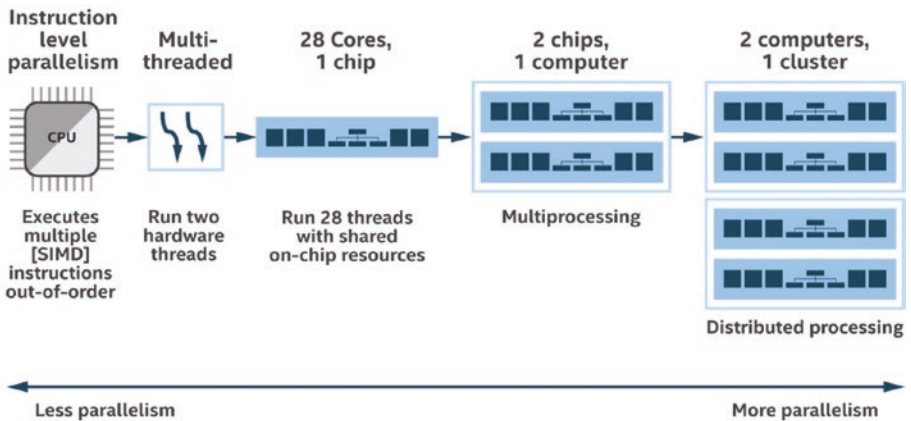 Instruction
level
parallelism
Multi-
threaded
28 Cores,
1 chip
2 chips,
1 computer
2 computers,
1 cluster
CPU
Executes
multiple
[SIMD]
instructions
out-of-order
Run two
hardware
threads
Run 28 threads
with shared
on-chip resources
Multiprocessing
Distributed processing
Less parallelism
More parallelism